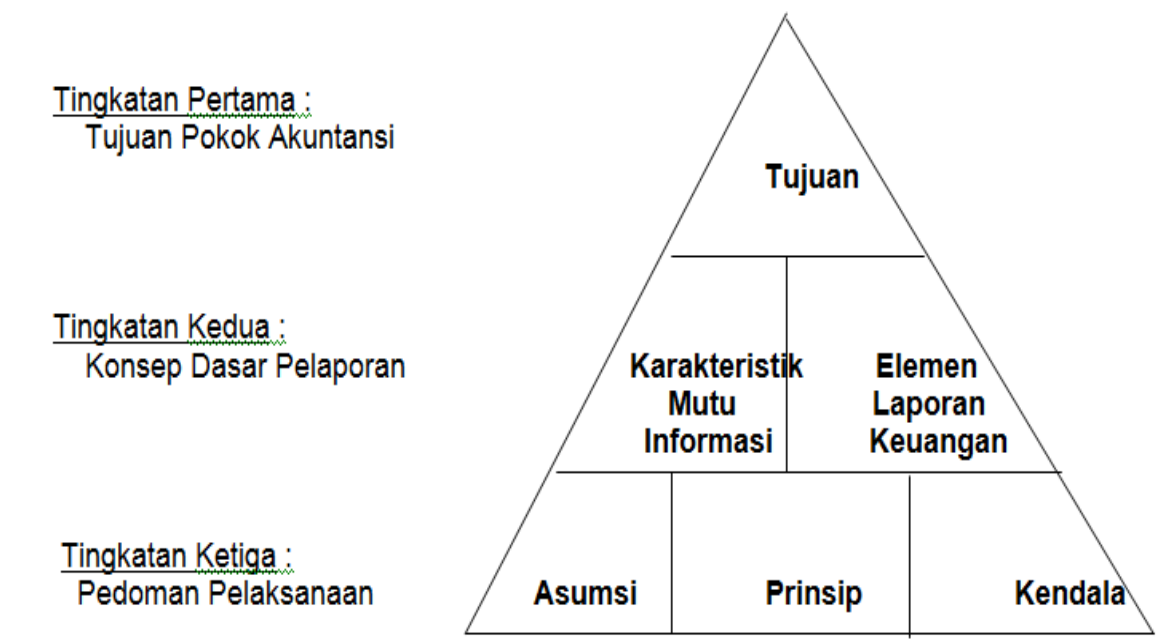 Tingkatan Pertama :
Tujuan Pokok Akuntansi
Tujuan
Tingkatan Kedua :
Konsep Dasar Pelaporan
Karakteristik
Mutu
Informasi
Elemen
Laporan
Keuangan
Tingkatan Ketiga :
Pedoman Pelaksanaan
Asumsi
Prinsip
Kendala